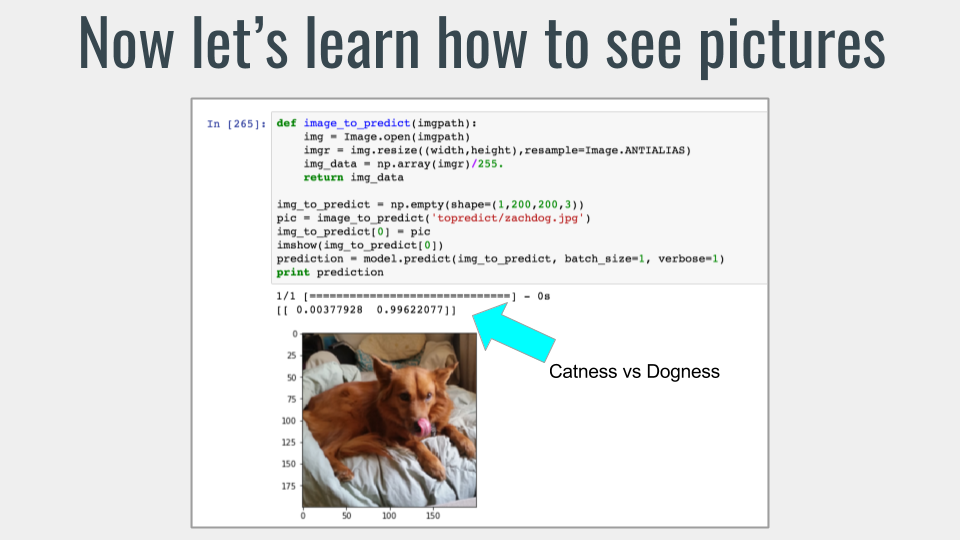 Now let’s learn how to see pictures
In [265]: def image_to_predict(imgpath):
img = Image.open(imgpath)
imgr = img.resize((width,height),resample=Image.ANTIALIAS)
img_data = np.array(imgr)/255.
return img_data
img_to_predict = np.empty(shape=(1,200,200,3))
pic = image_to_predict('topredict/zachdog.jpg')
img_to_predict[0] = pic
imshow(img_to_predict[0])
prediction = model.predict(img_to_predict, batch_size=1, verbose=1)
print prediction
1/1 [==============================] - 0s
[[ 0.00377928 0.99622077]]
Catness vs Dogness
0
25
50
75
100
125
150
175
0 50 100 150